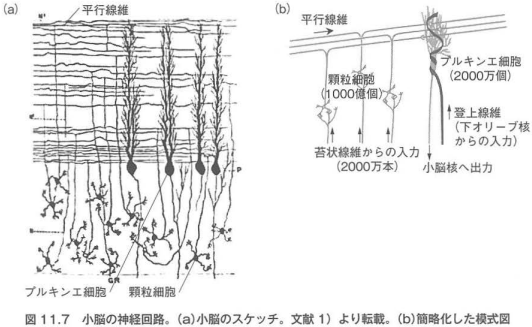 (a)
平行線維
P
GR
プルキンエ細胞
顆粒細胞
(b)
平行線維
顆粒細胞
(1000億個)
プルキンエ細胞
(2000万個)
登上線維
(下オリーブ核
からの入力)
苔状線維からの入力
(2000万本)
小脳核へ出力
図 11.7 小脳の神経回路。(a)小脳のスケッチ。文献 1) より転載。(b)簡略化した模式図